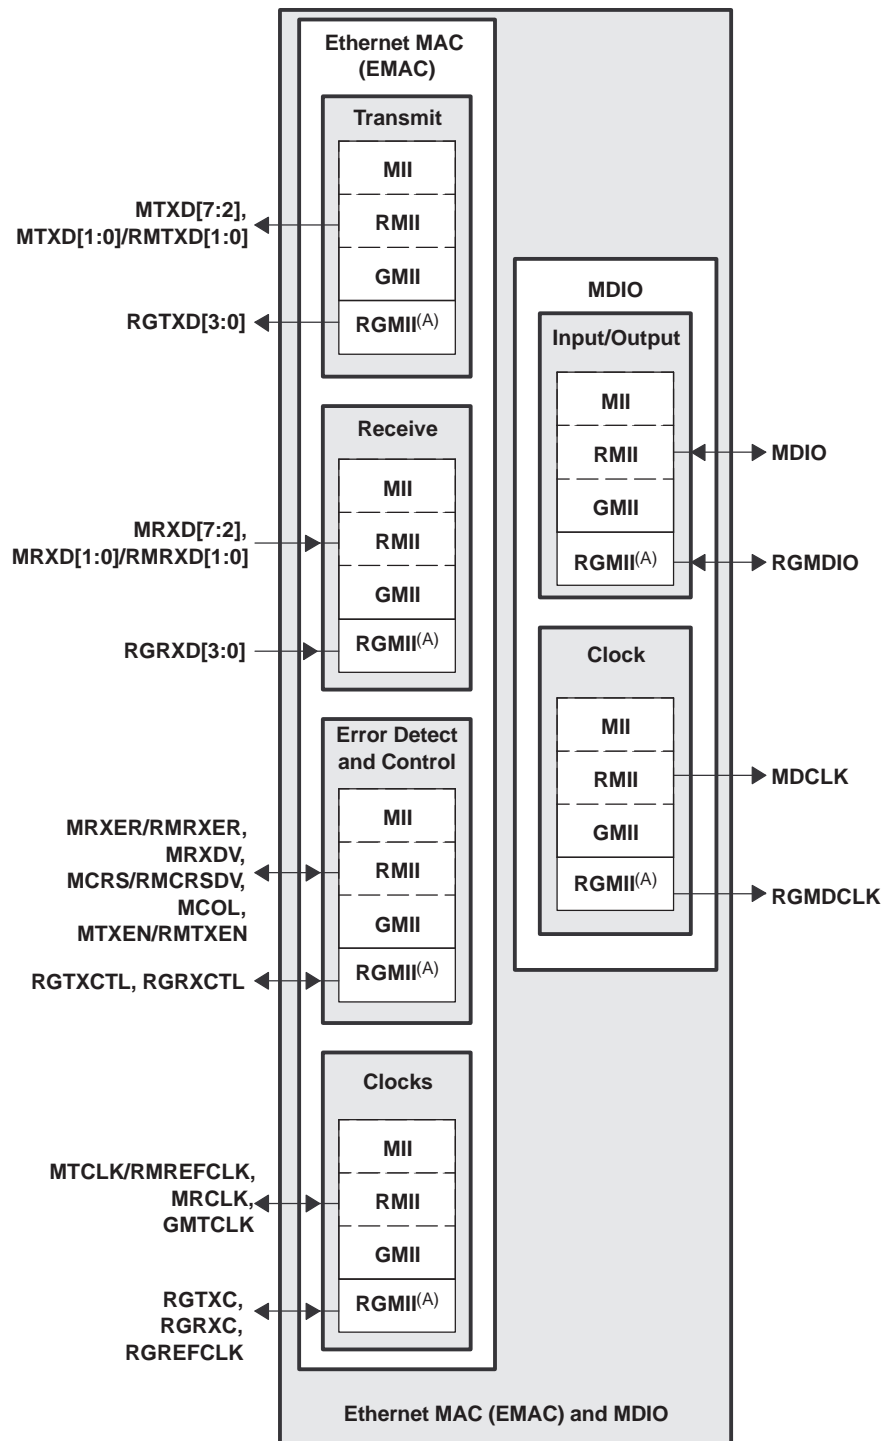 Ethernet MAC
(EMAC)
Transmit
MII
RMII
GMII
RGMII(A)
MTXD[7:2],
MTXD[1:0]/RMTXD[1:0]
RGTXD[3:0]
Receive
MII
RMII
GMII
RGMII(A)
MRXD[7:2],
MRXD[1:0]/RMRXD[1:0]
RGRXD[3:0]
Error Detect
and Control
MII
RMII
GMII
RGMII(A)
MRXER/RMRXER,
MRXDV,
MCRS/RMCRSDV,
MCOL,
MTXEN/RMTXEN
RGTXCTL, RGRXCTL
Clocks
MII
RMII
GMII
RGMII(A)
MTCLK/RMREFCLK,
MRCLK,
GMTCLK
RGTXC,
RGRXC,
RGREFCLK
MDIO
Input/Output
MII
RMII
GMII
RGMII(A)
MDIO
RGMDIO
Clock
MII
RMII
GMII
RGMII(A)
MDCLK
RGMDCLK
Ethernet MAC (EMAC) and MDIO